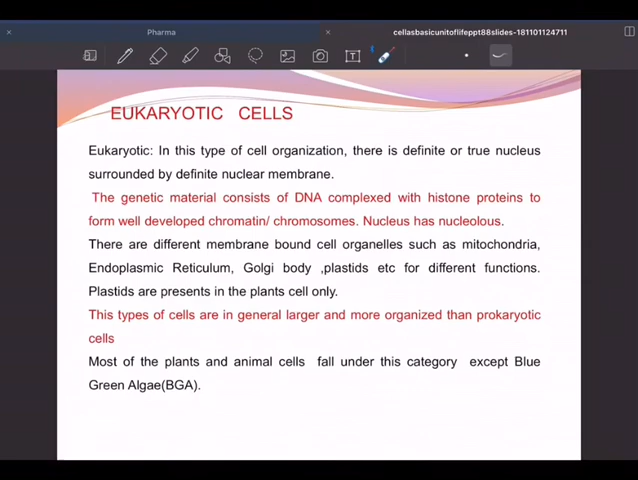 Pharma
cellasbasicunitoflifeppt88slides-181101124711
EUKARYOTIC CELLS
Eukaryotic: In this type of cell organization, there is definite or true nucleus
surrounded by definite nuclear membrane.
The genetic material consists of DNA complexed with histone proteins to
form well developed chromatin/ chromosomes. Nucleus has nucleolous.
There are different membrane bound cell organelles such as mitochondria,
Endoplasmic Reticulum, Golgi body ,plastids etc for different functions.
Plastids are presents in the plants cell only.
This types of cells are in general larger and more organized than prokaryotic
cells
Most of the plants and animal cells fall under this category except Blue
Green Algae(BGA).